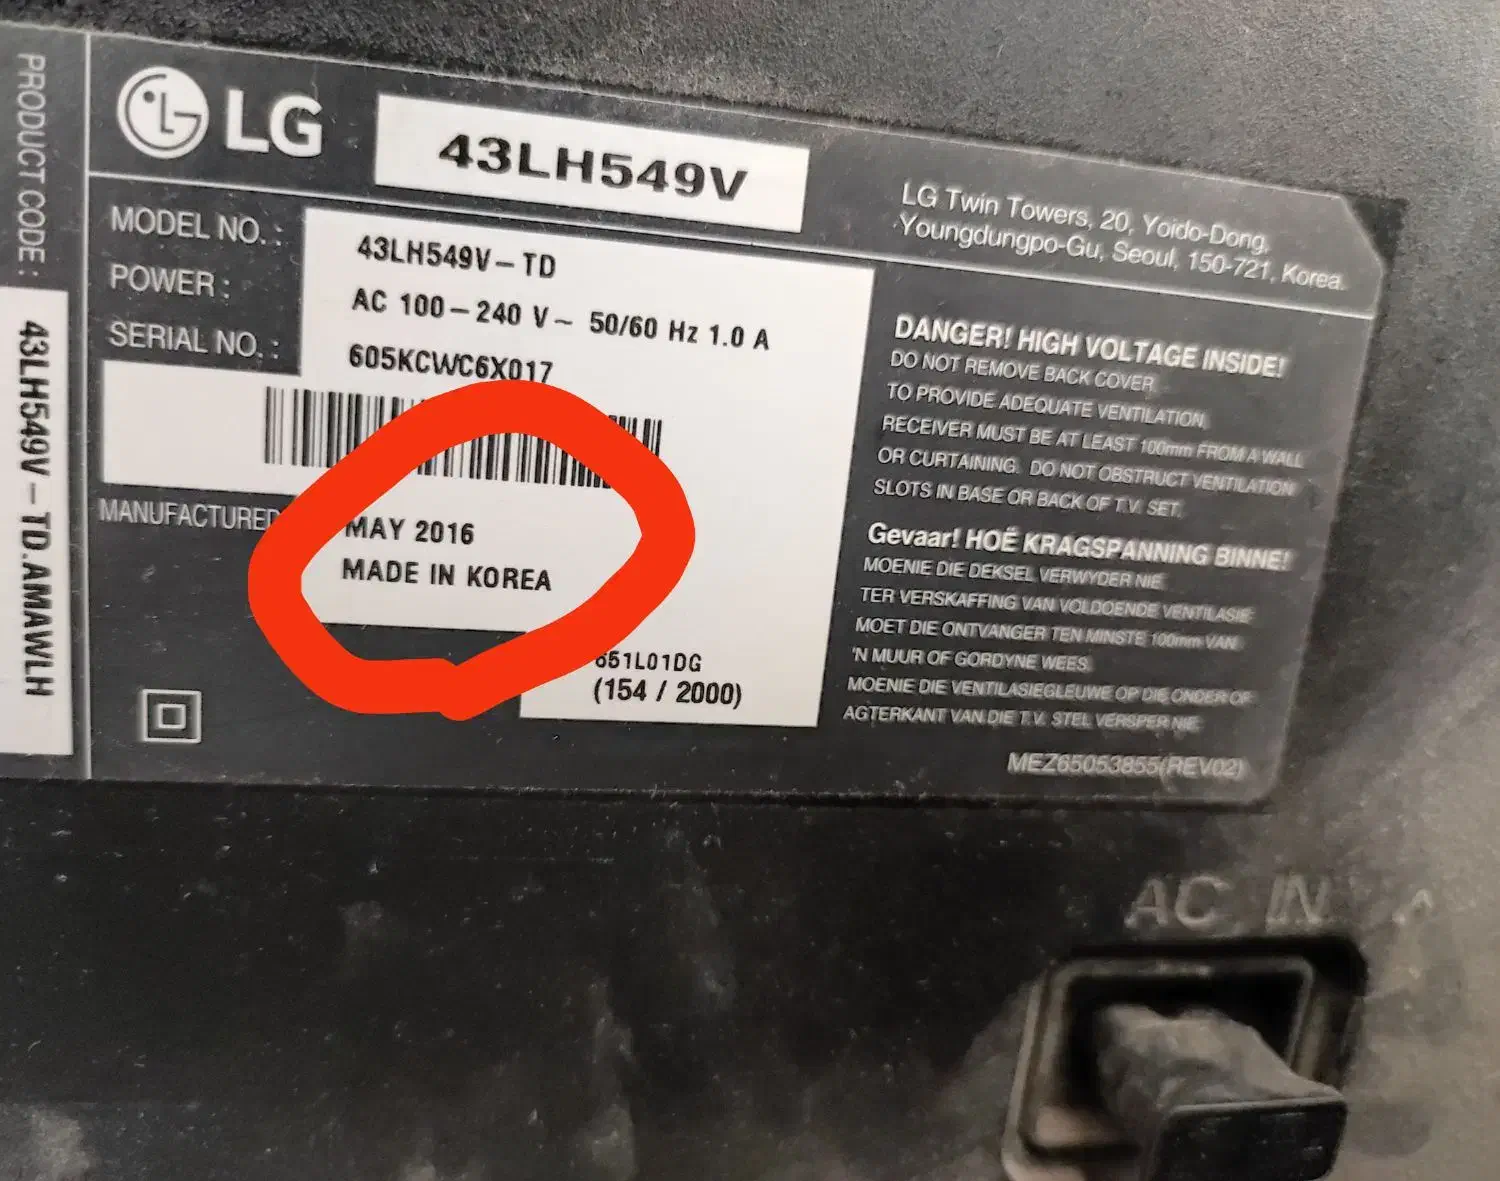 PRODUCT CODE :
43LH549V-TD.AMAWLH
LG
43LH549V
LG Twin Towers, 20, Yoido-Dong,
Youngdungpo-Gu, Seoul, 150-721, Korea.
MODEL NO. :
43LH549V-TD
POWER :
AC 100-240 V~ 50/60 Hz 1.0 A
SERIAL NO. :
605KCWC6X017
MANUFACTURED
MAY 2016
MADE IN KOREA
651L01DG
(154 / 2000)
DANGER! HIGH VOLTAGE INSIDE!
DO NOT REMOVE BACK COVER
TO PROVIDE ADEQUATE VENTILATION,
RECEIVER MUST BE AT LEAST 100mm FROM A WALL
OR CURTAINING. DO NOT OBSTRUCT VENTILATION
SLOTS IN BASE OR BACK OF T.V. SET.
Gevaar! HOË KRAGSPANNING BINNE!
MOENIE DIE DEKSEL VERWYDER NIE.
TER VERSKAFFING VAN VOLDOENDE VENTILASIE
MOET DIE ONTVANGER TEN MINSTE 100mm VAN
'N MUUR OF GORDYNE WEES.
MOENIE DIE VENTILASIEGLEUWE OP DIE ONDER OF
AGTERKANT VAN DIE T.V. STEL VERSPER NIE.
MEZ65053855(REV02)
AC IN